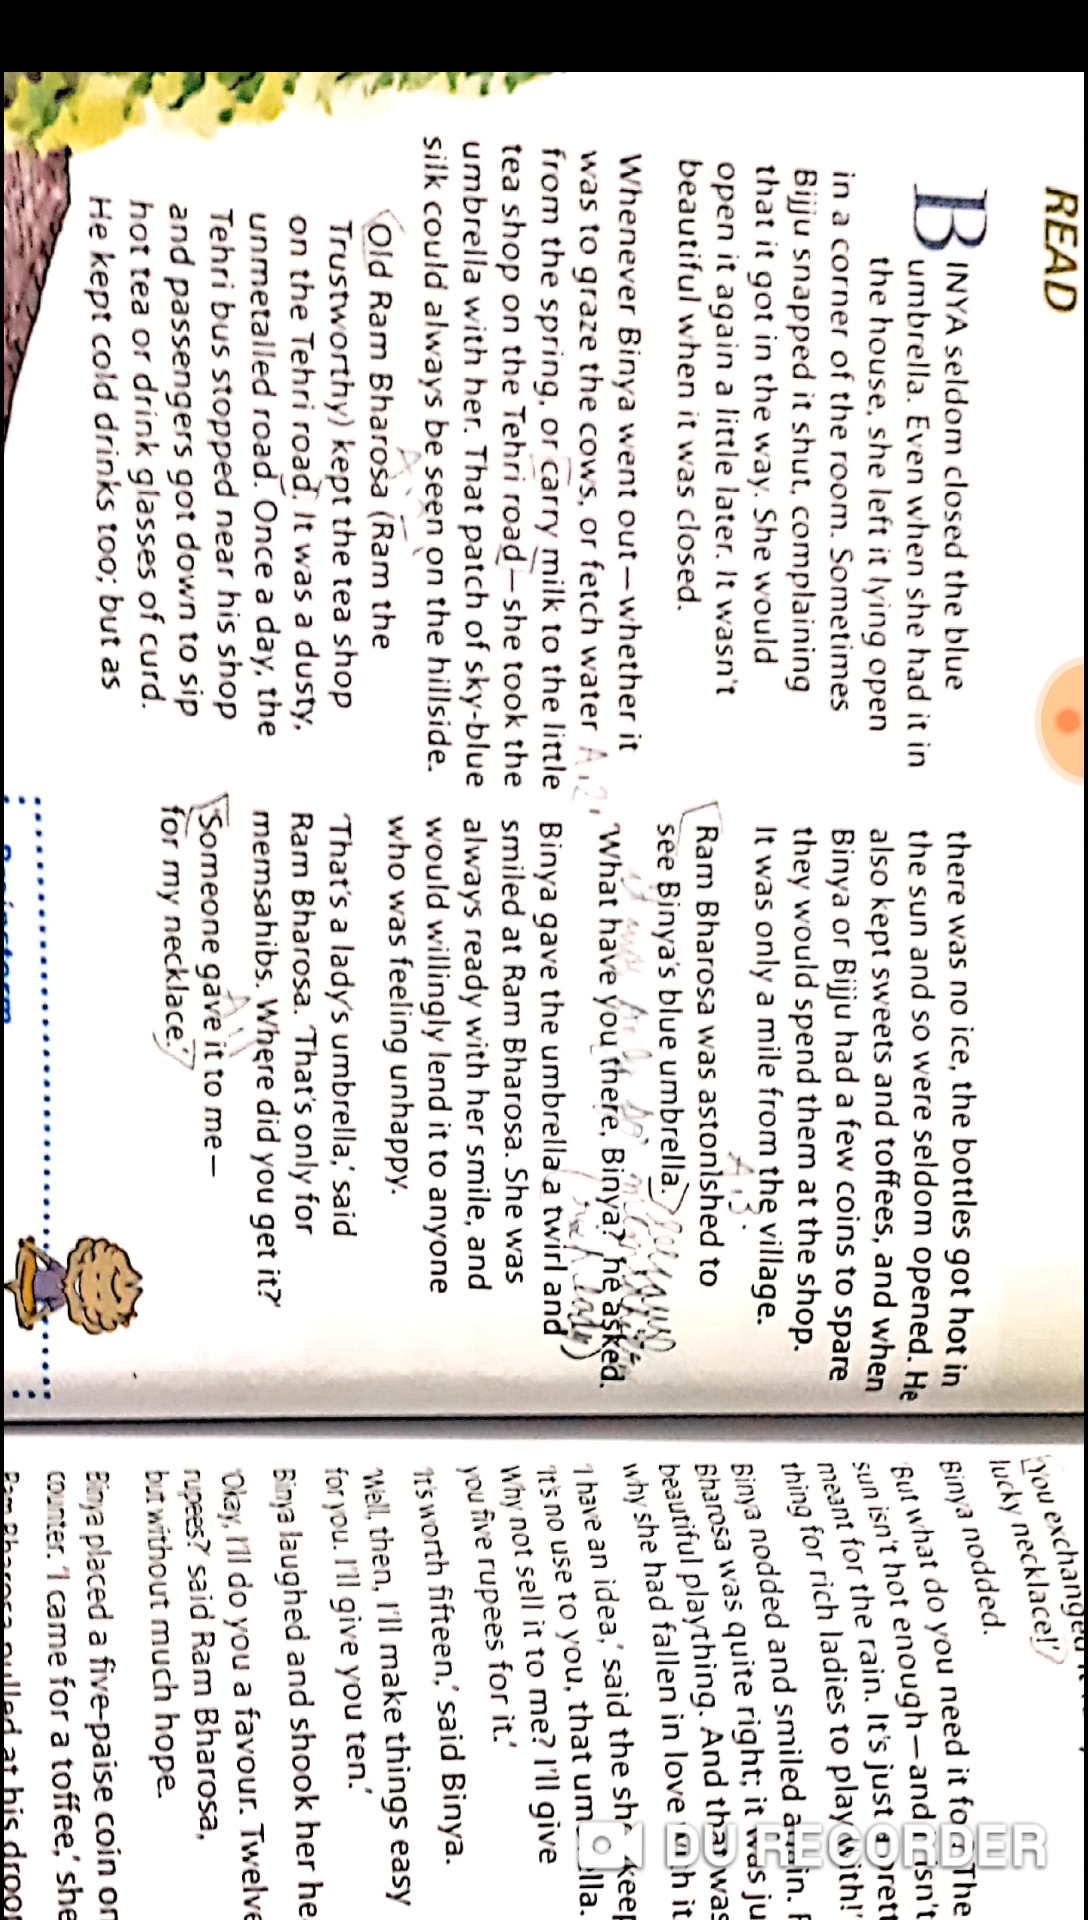 READ
BINYA seldom closed the blue
umbrella. Even when she had it in
the house, she left it lying open
in a corner of the room. Sometimes
Bijju snapped it shut, complaining
that it got in the way. She would
open it again a little later. It wasn't
beautiful when it was closed.
Whenever Binya went out—whether it
was to graze the cows, or fetch water
from the spring, or carry milk to the little
tea shop on the Tehri road—she took the
umbrella with her. That patch of sky-blue
silk could always be seen on the hillside.
Old Ram Bharosa (Ram the
Trustworthy) kept the tea shop
on the Tehri road. It was a dusty,
unmetalled road. Once a day, the
Tehri bus stopped near his shop
and passengers got down to sip
hot tea or drink glasses of curd.
He kept cold drinks too; but as
there was no ice, the bottles got hot in
the sun and so were seldom opened. He
also kept sweets and toffees, and when
Binya or Bijju had a few coins to spare
they would spend them at the shop.
It was only a mile from the village.
A.3.
Ram Bharosa was astonished to
see Binya's blue umbrella.
A.2.
'What have you there, Binya?' he asked.
Binya gave the umbrella a twirl and
smiled at Ram Bharosa. She was
always ready with her smile, and
would willingly lend it to anyone
who was feeling unhappy.
'That's a lady's umbrella,' said
Ram Bharosa. 'That's only for
memsahibs. Where did you get it?'
'Someone gave it to me—
for my necklace.'
'You exchanged
lucky necklace!'
Binya nodded.
'But what do you need it for? The
sun isn't hot enough—and isn't
meant for the rain. It's just a
thing for rich ladies to play with!'
Binya nodded and smiled again.
Bharosa was quite right; it was
beautiful plaything. And that was
why she had fallen in love with it
'I have an idea,' said the
'It's no use to you, that
Why not sell it to me? I'll give
you five rupees for it.'
'It's worth fifteen,' said Binya.
'Well, then, I'll make things easy
for you. I'll give you ten.'
Binya laughed and shook her
'Okay, I'll do you a favour. Twelve
rupees?' said Ram Bharosa,
but without much hope.
Binya placed a five-paise coin on
counter. 'I came for a toffee,' she
Ram Bharosa pulled at his
DU RECORDER